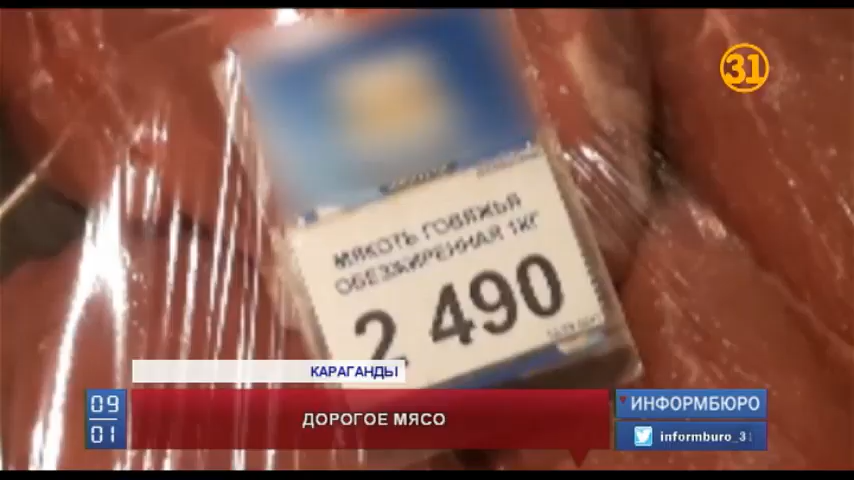 31
МЯКОТЬ ГОВЯЖЬЯ
ОБЕЗЖИРЕННАЯ 1КГ
2 490
КАРАГАНДЫ
09
01
ДОРОГОЕ МЯСО
ИНФОРМБЮРО
informburo_31